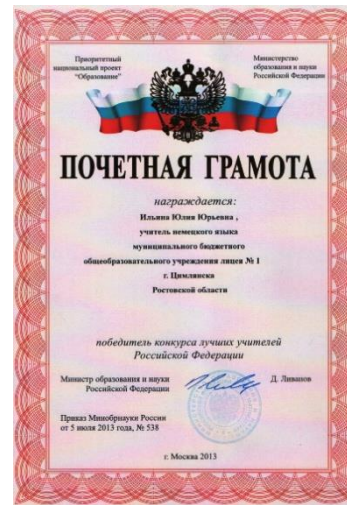 Приоритетный
национальный проект
"Образование"
Министерство
образования и науки
Российской Федерации
ПОЧЕТНАЯ ГРАМОТА
награждается:
Ильина Юлия Юрьевна ,
учитель немецкого языка
муниципального бюджетного
общеобразовательного учреждения лицея № 1
г. Цимлянска
Ростовской области
победитель конкурса лучших учителей
Российской Федерации
Министр образования и науки
Российской Федерации
Д. Ливанов
Приказ Минобрнауки России
от 5 июля 2013 года, № 538
г. Москва 2013